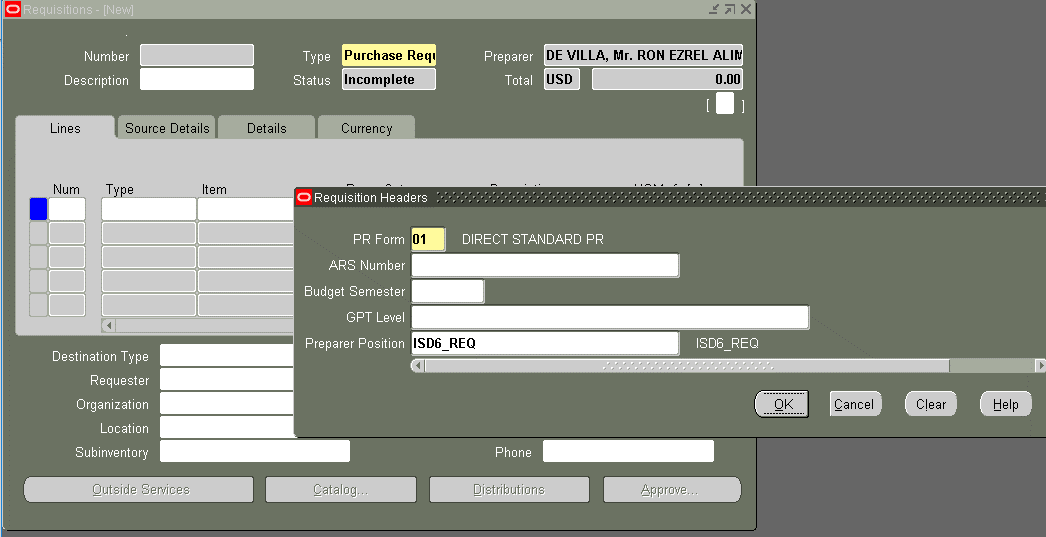 Requisitions - [New]
Number Type Purchase Requ Preparer DE VILLA, Mr. RON EZREL ALIM
Description Status Incomplete Total USD 0.00
[ ]
Lines Source Details Details Currency
Num Type Item
Requisition Headers
PR Form 01 DIRECT STANDARD PR
ARS Number
Budget Semester
GPT Level
Preparer Position ISD6_REQ ISD6_REQ
OK Cancel Clear Help
Destination Type
Requester
Organization
Location
Subinventory Phone
Outside Services Catalog... Distributions Approve...